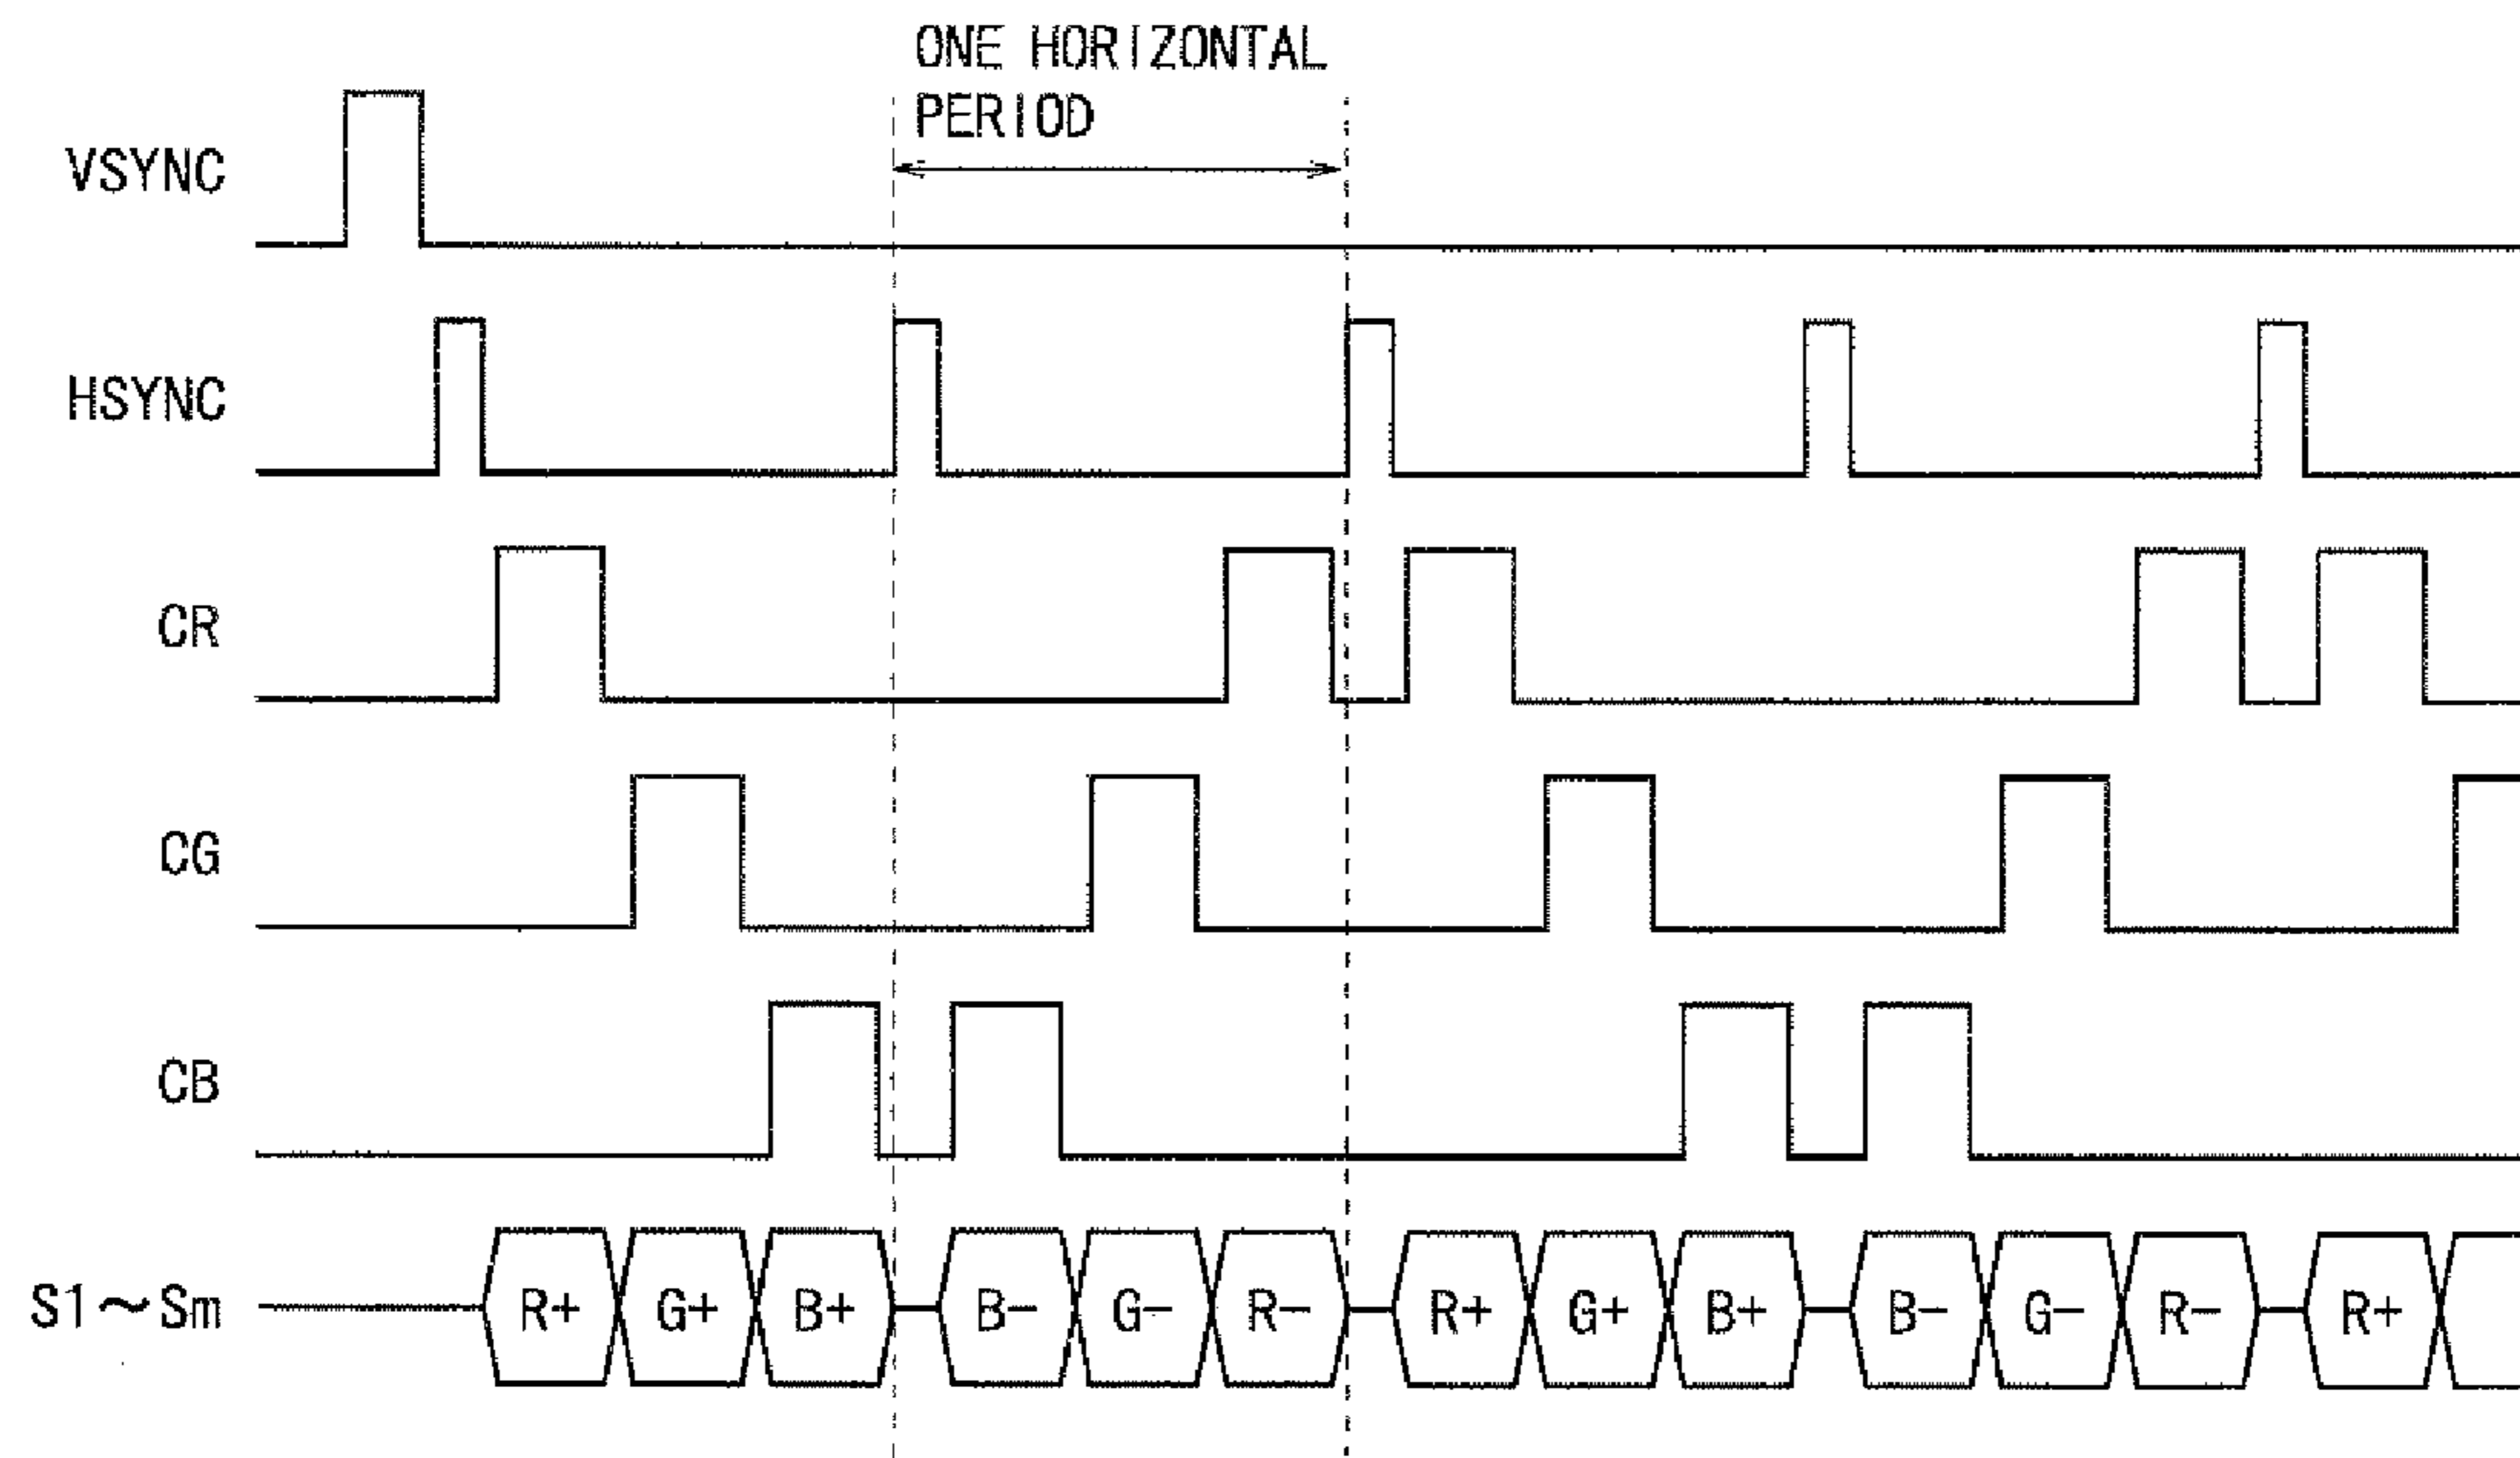 ONE HORIZONTAL
PERIOD
VSYNC
HSYNC
CR
CG
CB
S1~Sm R+ G+ B+ B- G- R- R+ G+ B+ B- G- R- R+